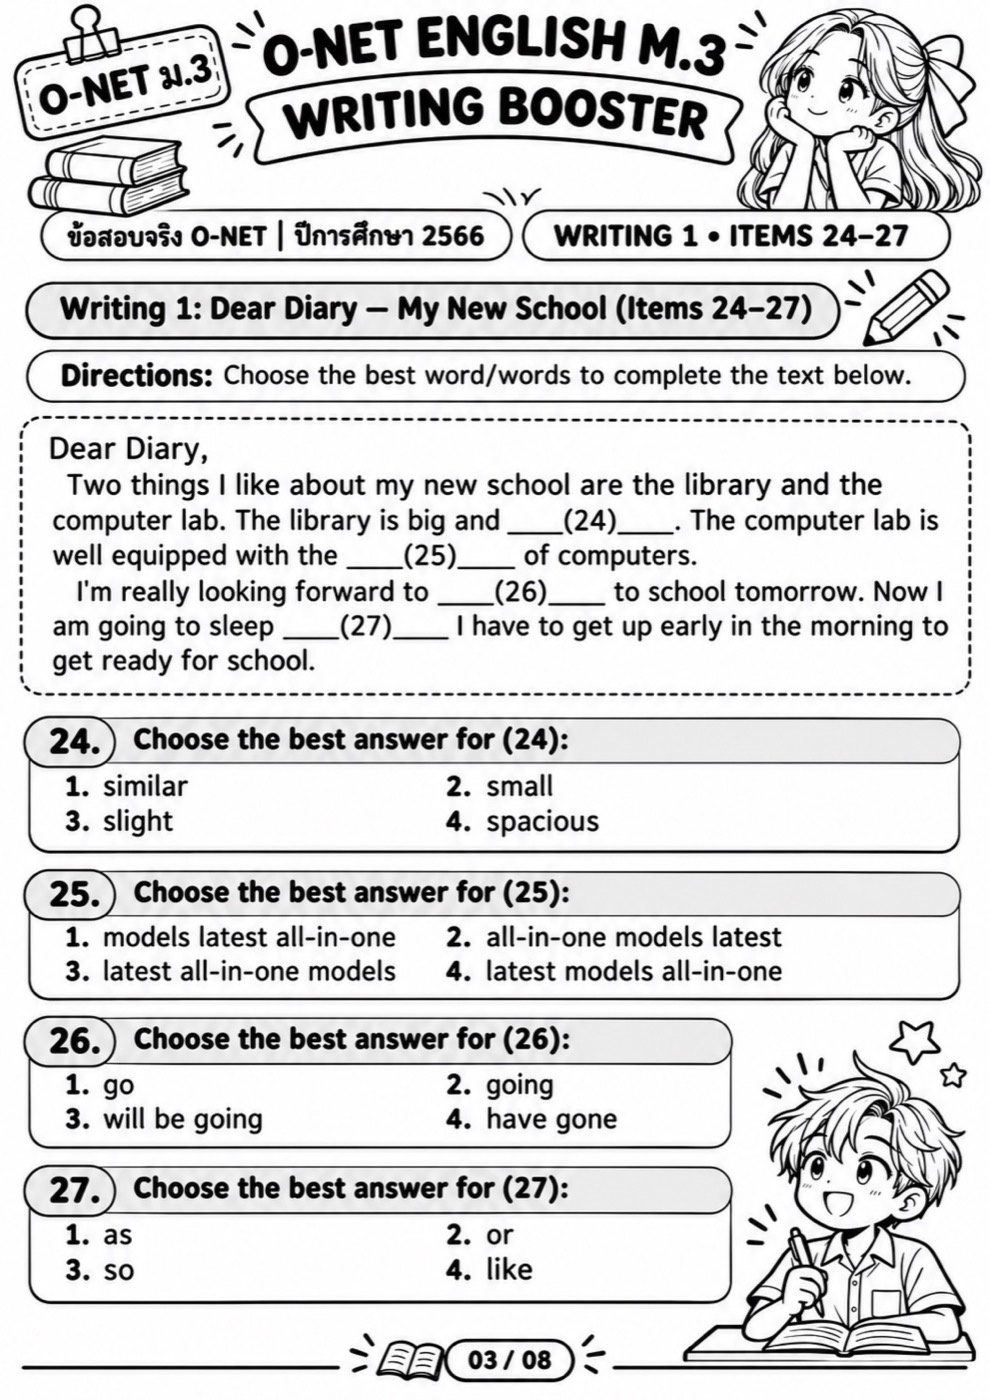 O-NET ม.3
O-NET ENGLISH M.3
WRITING BOOSTER
ข้อสอบจริง O-NET | ปีการศึกษา 2566
WRITING 1 • ITEMS 24–27
Writing 1: Dear Diary — My New School (Items 24–27)
Directions: Choose the best word/words to complete the text below.
Dear Diary,
Two things I like about my new school are the library and the
computer lab. The library is big and ____(24)____. The computer lab is
well equipped with the ____(25)____ of computers.
I'm really looking forward to ____(26)____ to school tomorrow. Now I
am going to sleep ____(27)____ I have to get up early in the morning to
get ready for school.
24. Choose the best answer for (24):
1. similar 2. small
3. slight 4. spacious
25. Choose the best answer for (25):
1. models latest all-in-one 2. all-in-one models latest
3. latest all-in-one models 4. latest models all-in-one
26. Choose the best answer for (26):
1. go 2. going
3. will be going 4. have gone
27. Choose the best answer for (27):
1. as 2. or
3. so 4. like
03 / 08